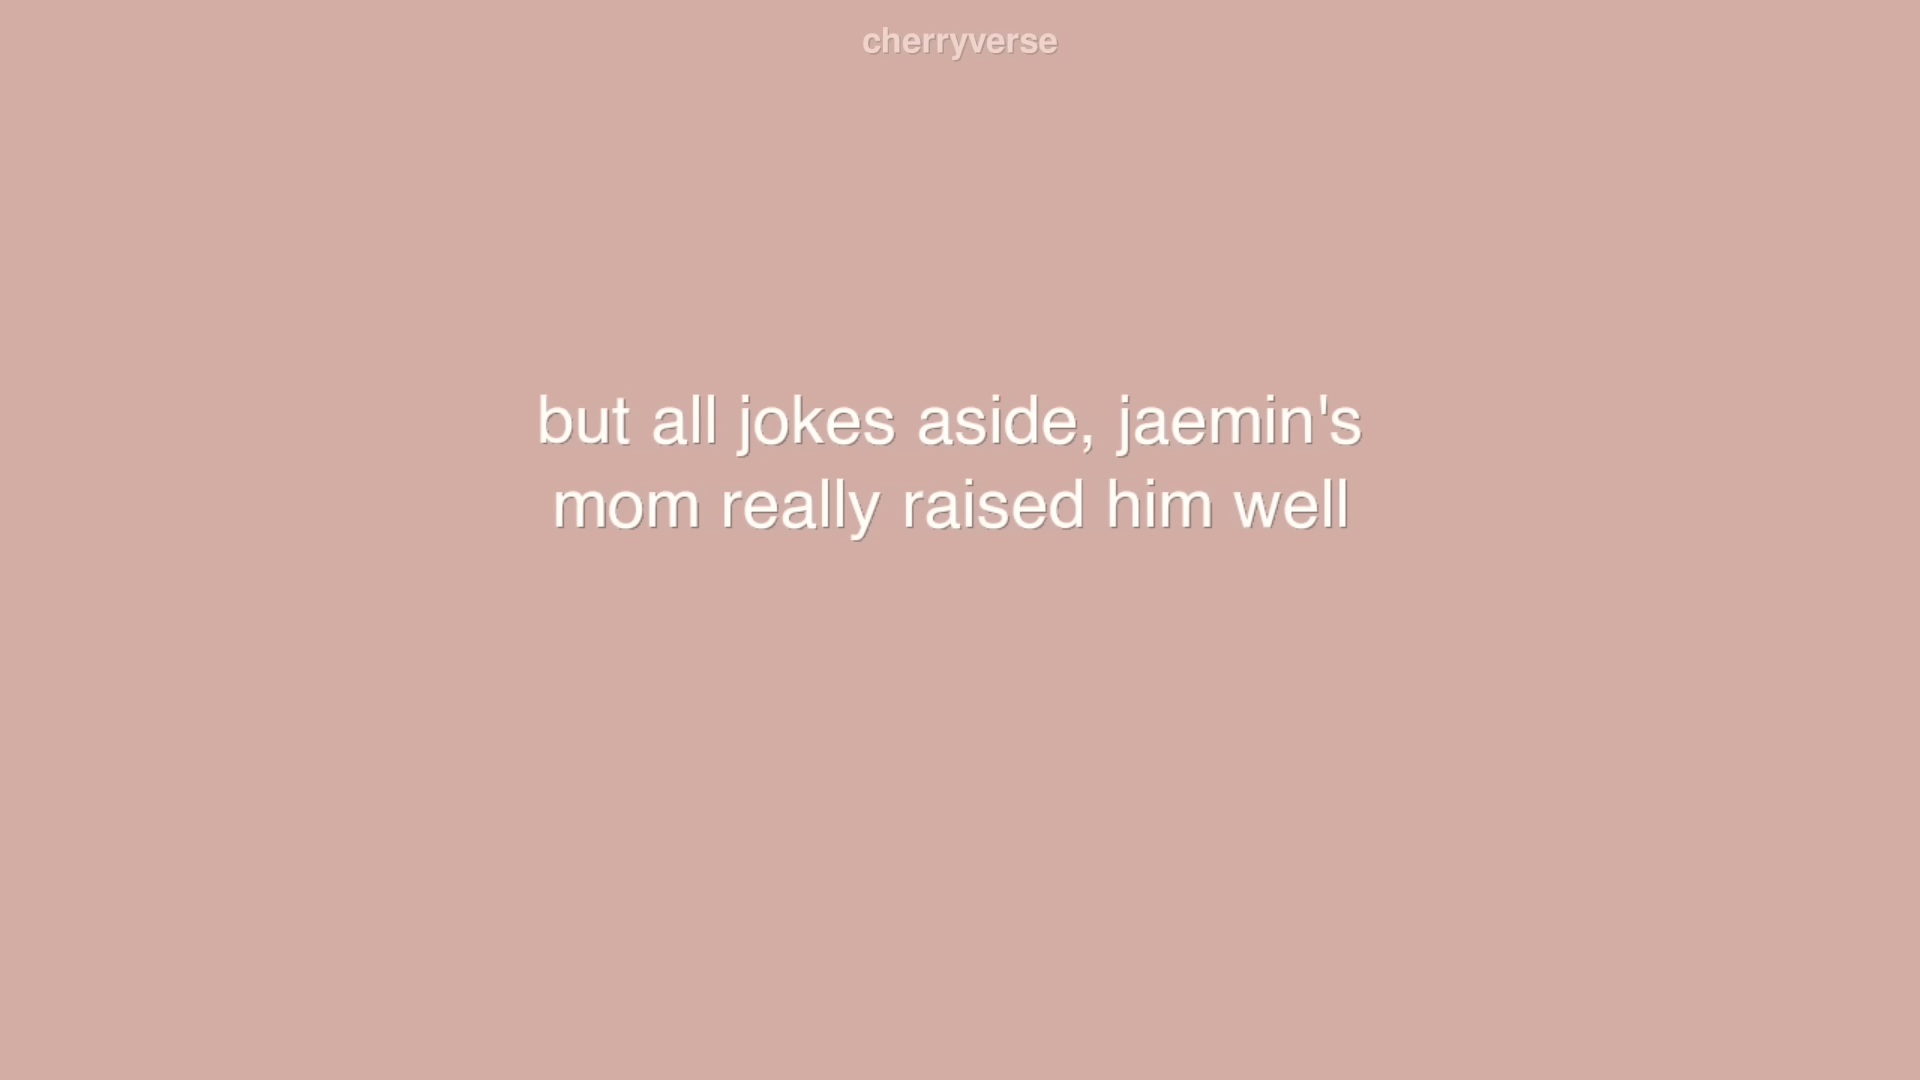 cherryverse
but all jokes aside, jaemin's
mom really raised him well